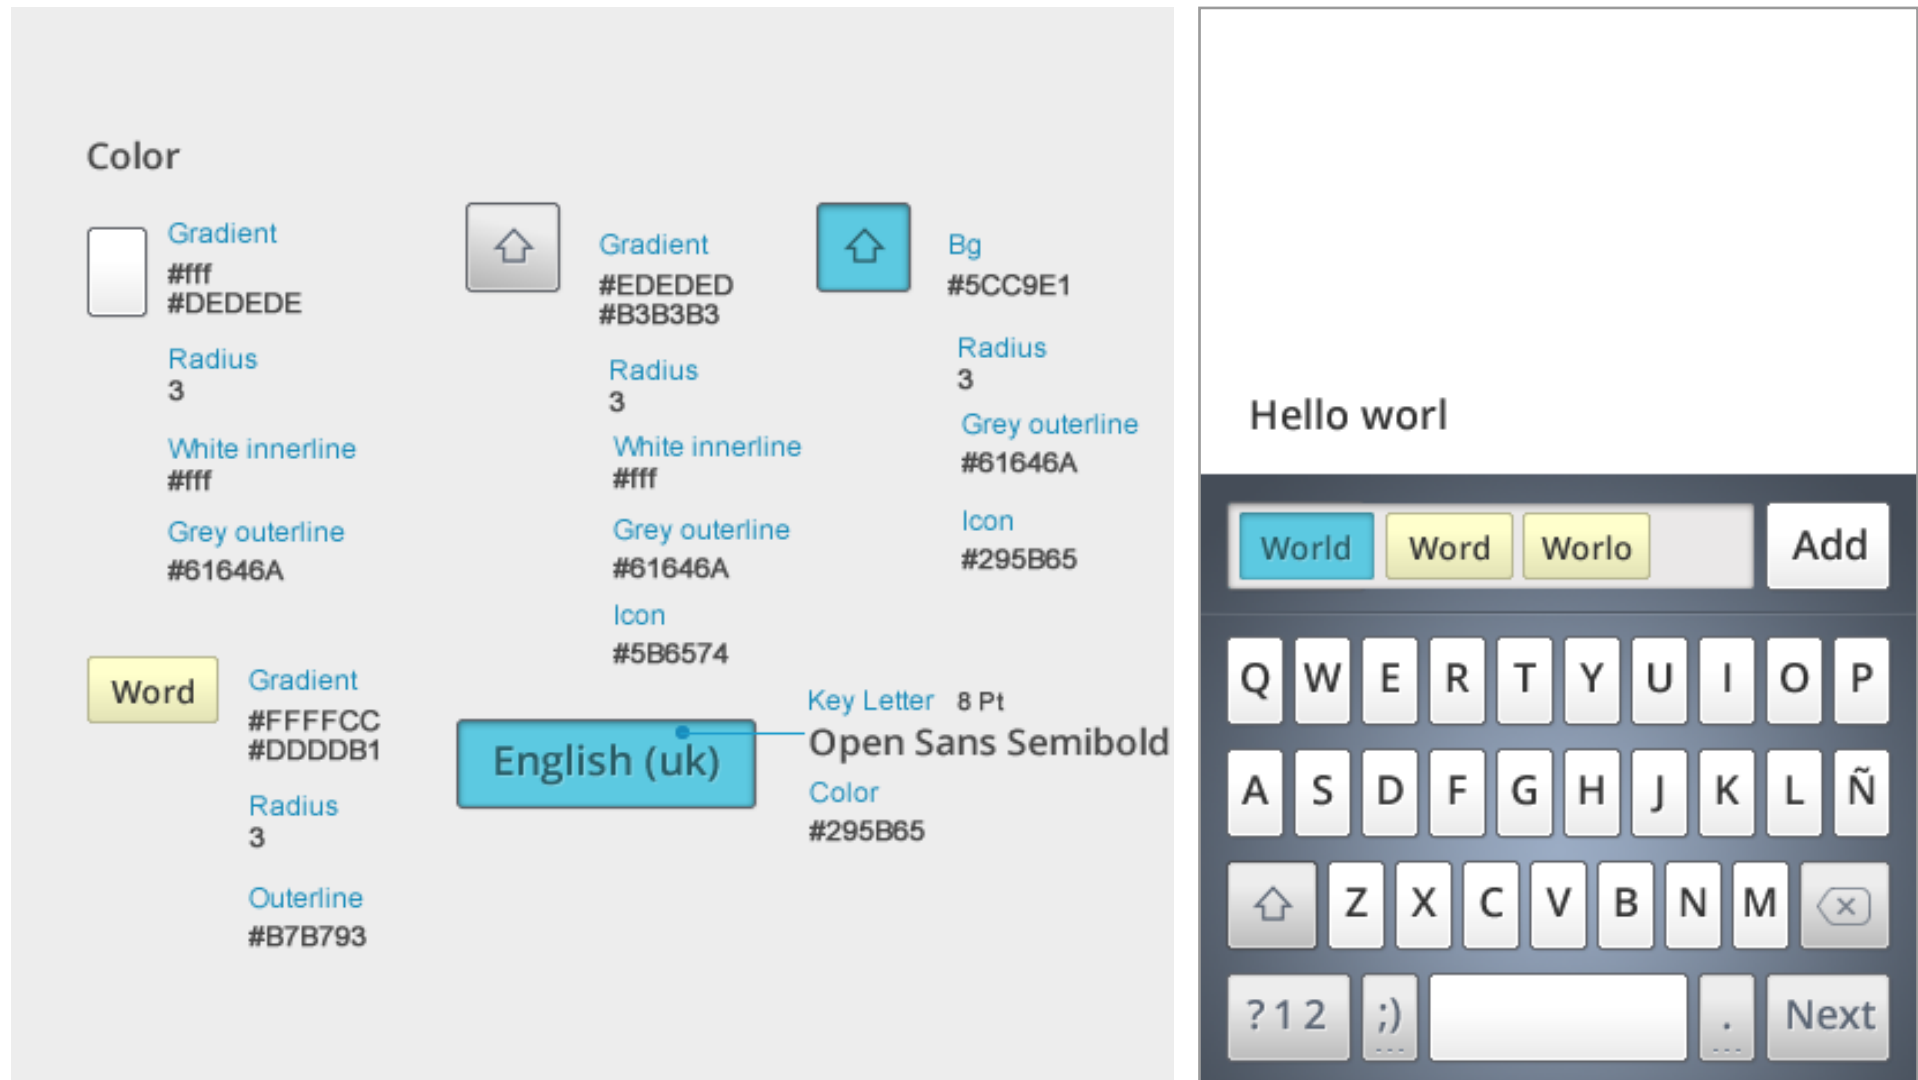 Color
Gradient
#fff
#DEDEDE
Radius
3
White innerline
#fff
Grey outerline
#61646A
Gradient
#EDEDED
#B3B3B3
Radius
3
White innerline
#fff
Grey outerline
#61646A
Icon
#5B6574
Bg
#5CC9E1
Radius
3
Grey outerline
#61646A
Icon
#295B65
Word
Gradient
#FFFFCC
#DDDDB1
Radius
3
Outerline
#B7B793
English (uk)
Key Letter 8 Pt
Open Sans Semibold
Color
#295B65
Hello worl
World Word Worlo Add
Q W E R T Y U I O P
A S D F G H J K L Ñ
Z X C V B N M
?12 ;) . Next